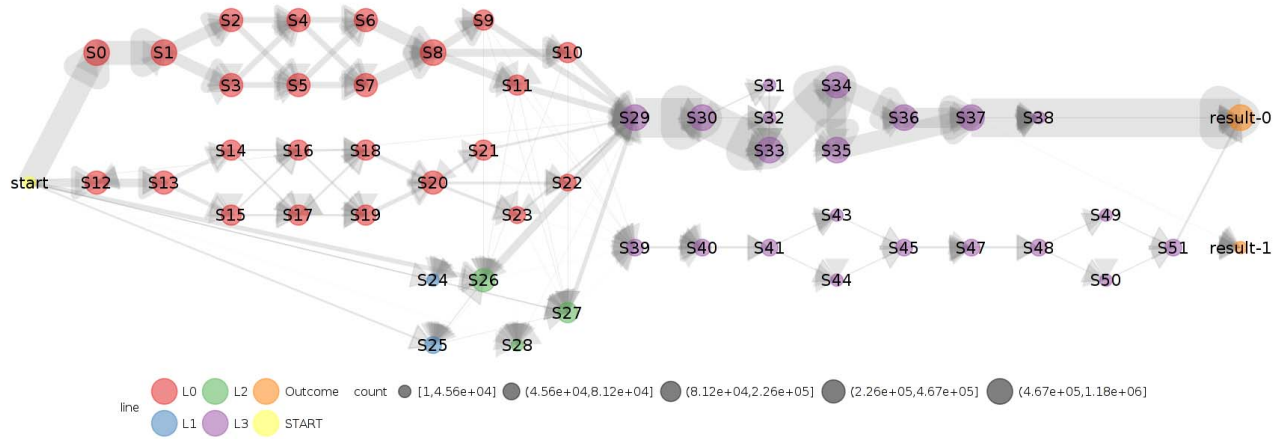 S2 S4 S6 S9
S0 S1 S8 S10
S3 S5 S7 S11 S31 S34
S29 S30 S32 S36 S37 S38 result-0
S14 S16 S18 S21 S33 S35
start S12 S13 S20 S22
S15 S17 S19 S23 S43 S49
S39 S40 S41 S45 S47 S48 S51 result-1
S24 S26 S44 S50
S27
S25 S28
line
L0 L2 Outcome
L1 L3 START
count [1,4.56e+04] (4.56e+04,8.12e+04] (8.12e+04,2.26e+05] (2.26e+05,4.67e+05] (4.67e+05,1.18e+06]